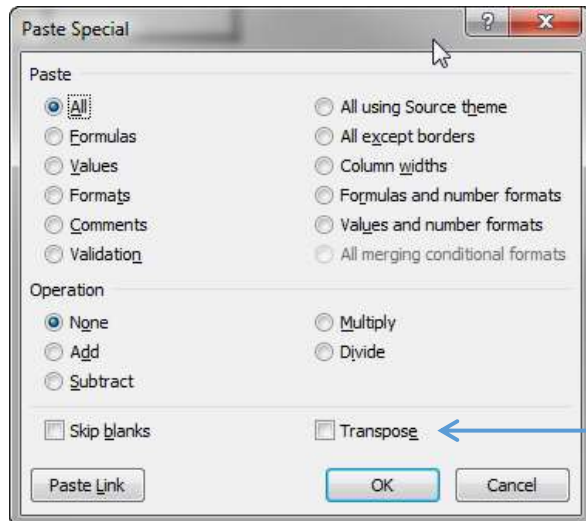 Paste Special
Paste
All
All using Source theme
Formulas
All except borders
Values
Column widths
Formats
Formulas and number formats
Comments
Values and number formats
Validation
All merging conditional formats
Operation
None
Multiply
Add
Divide
Subtract
Skip blanks
Transpose
Paste Link
OK
Cancel